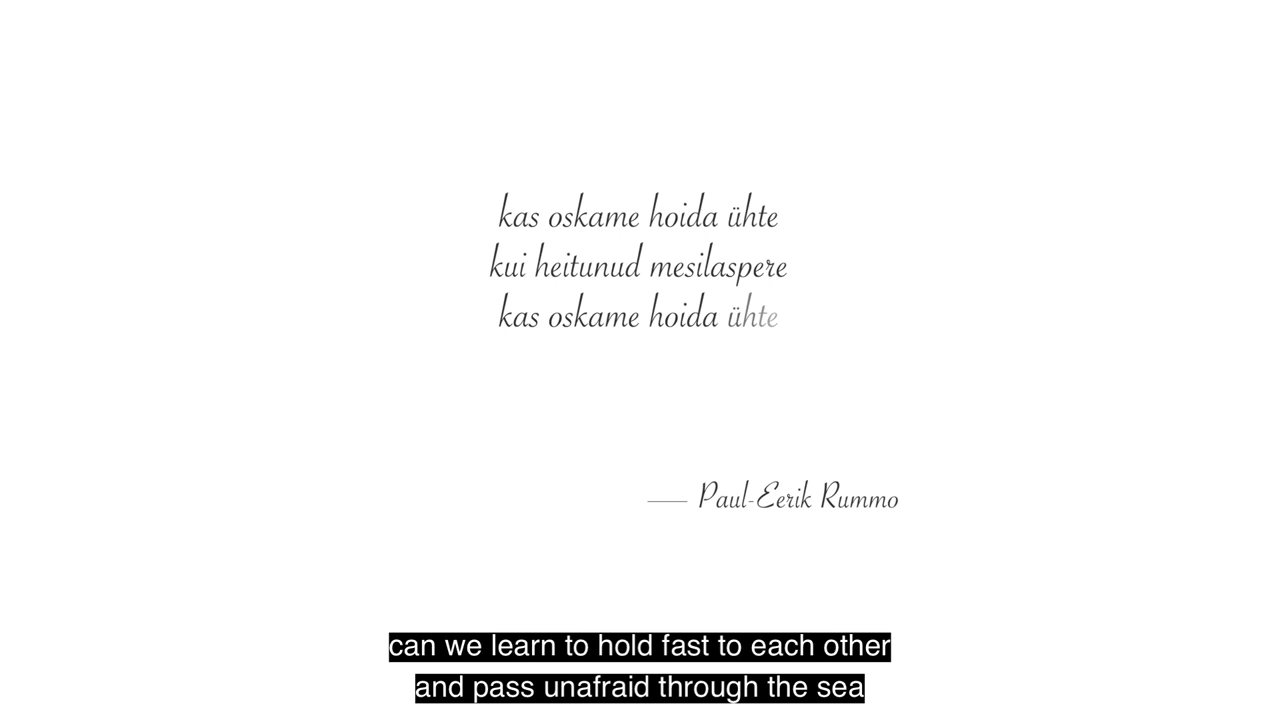 kas oskame hoida ühte
kui heitunud mesilaspere
kas oskame hoida ühte
— Paul-Eerik Rummo
can we learn to hold fast to each other
and pass unafraid through the sea